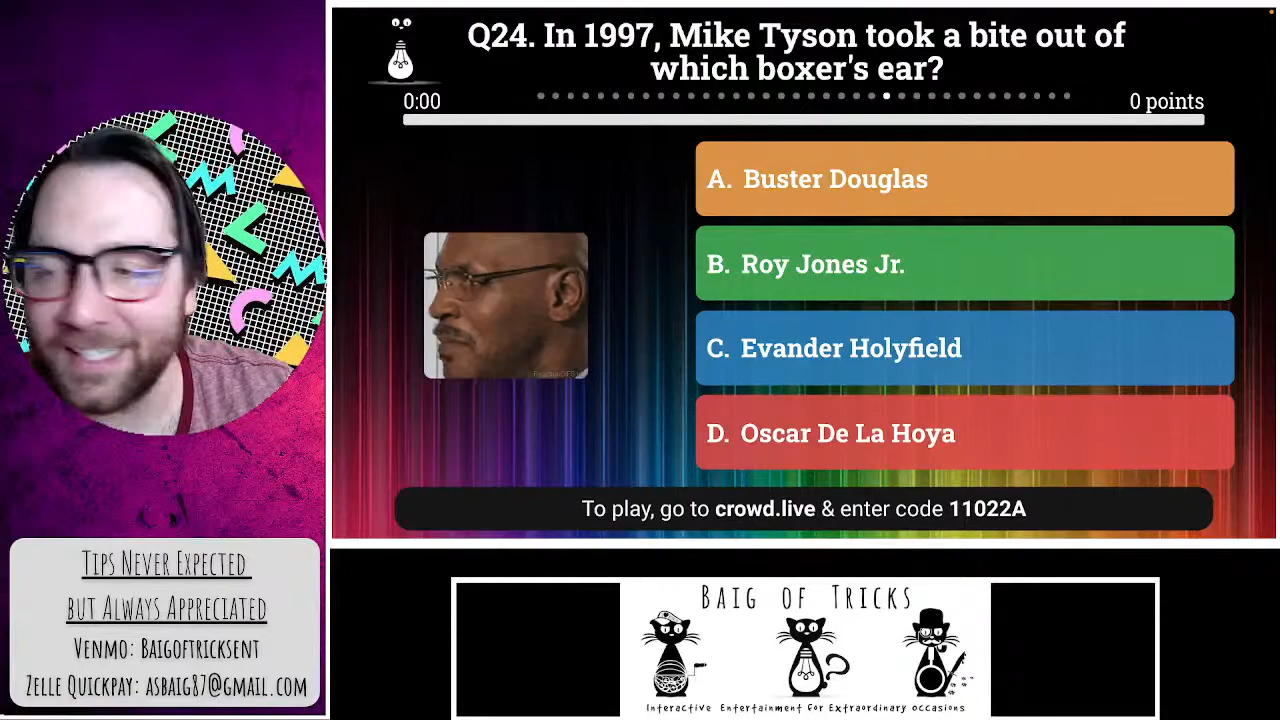 Q24. In 1997, Mike Tyson took a bite out of
which boxer's ear?
0:00
0 points
A. Buster Douglas
B. Roy Jones Jr.
C. Evander Holyfield
D. Oscar De La Hoya
To play, go to crowd.live & enter code 11022A
Tips Never Expected
but Always Appreciated
Venmo: Baigoftricksent
Zelle Quickpay: asbaig87@gmail.com
Baig of Tricks
Interactive Entertainment for Extraordinary Occasions